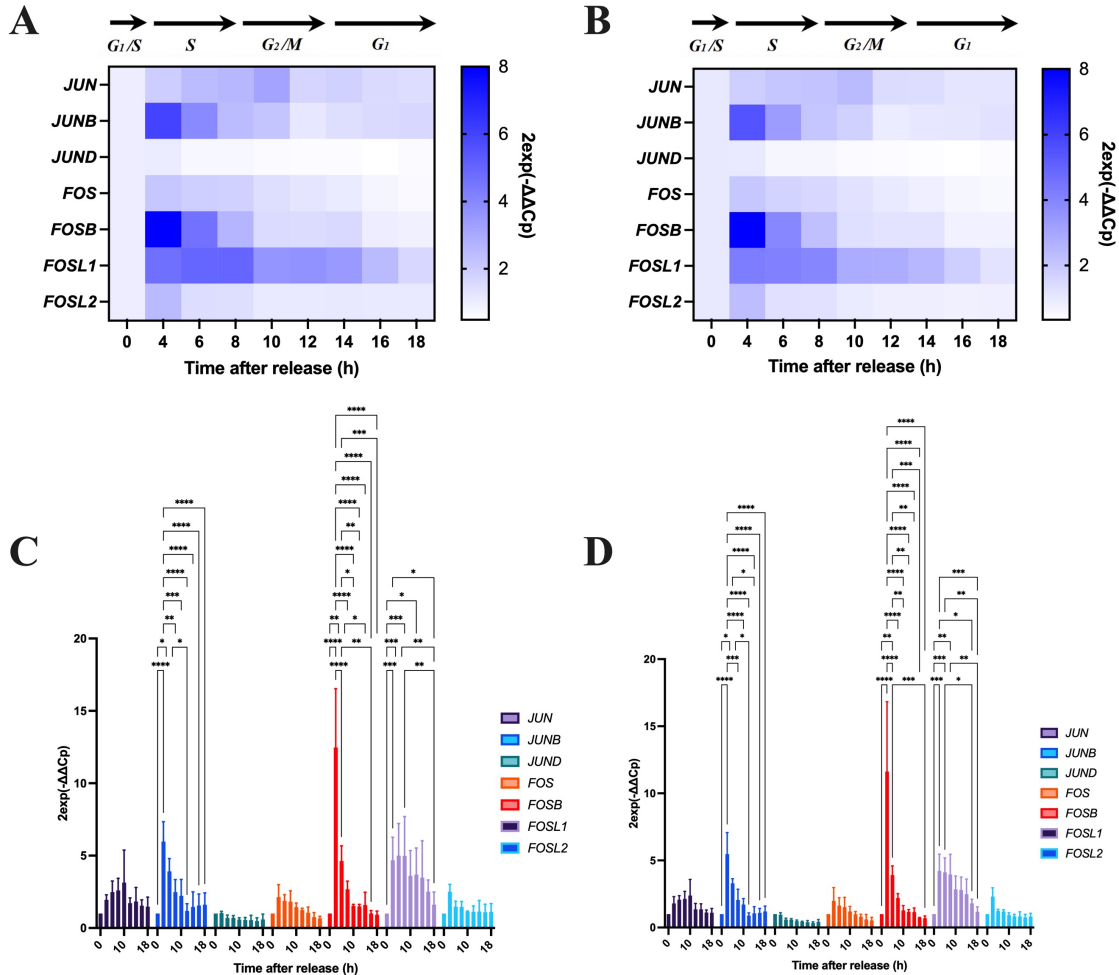 A
G1/S S G2/M G1
JUN
JUNB
JUND
FOS
FOSB
FOSL1
FOSL2
0 4 6 8 10 12 14 16 18
Time after release (h)
8
6
4
2
2exp(-ΔΔCp)
B
G1/S S G2/M G1
JUN
JUNB
JUND
FOS
FOSB
FOSL1
FOSL2
0 4 6 8 10 12 14 16 18
Time after release (h)
8
6
4
2
2exp(-ΔΔCp)
C
****
***
****
****
****
**
****
*
****
** *
**** **
****
****
****
****
****
***
**
* *
****
*
*
***
*** **
*** **
20
15
10
5
0
2exp(-ΔΔCp)
0 10 18 0 10 18 0 10 18 0 10 18 0 10 18 0 10 18 0 10 18
Time after release (h)
JUN
JUNB
JUND
FOS
FOSB
FOSL1
FOSL2
D
****
****
***
****
**
****
**
****
**
****
**
****
**** ***
****
****
****
*
****
****
* *
***
****
***
**
*
**
*** **
*** *
20
15
10
5
0
2exp(-ΔΔCp)
0 10 18 0 10 18 0 10 18 0 10 18 0 10 18 0 10 18 0 10 18
Time after release (h)
JUN
JUNB
JUND
FOS
FOSB
FOSL1
FOSL2